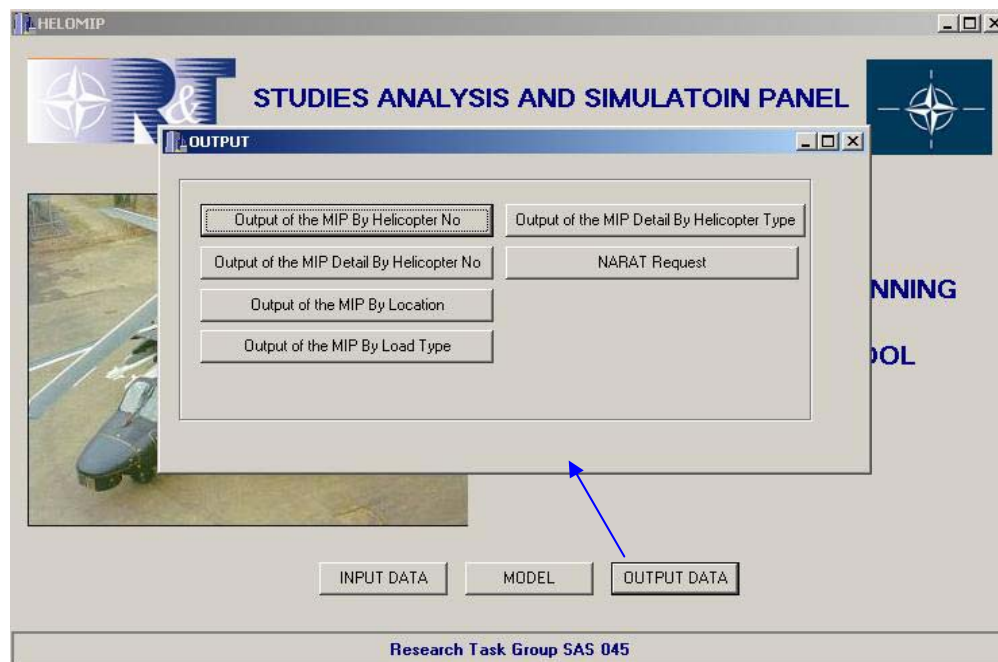 HELOMIP
R&T
STUDIES ANALYSIS AND SIMULATOIN PANEL
OUTPUT
Output of the MIP By Helicopter No
Output of the MIP Detail By Helicopter Type
Output of the MIP Detail By Helicopter No
NARAT Request
Output of the MIP By Location
Output of the MIP By Load Type
NNING
OOL
INPUT DATA
MODEL
OUTPUT DATA
Research Task Group SAS 045